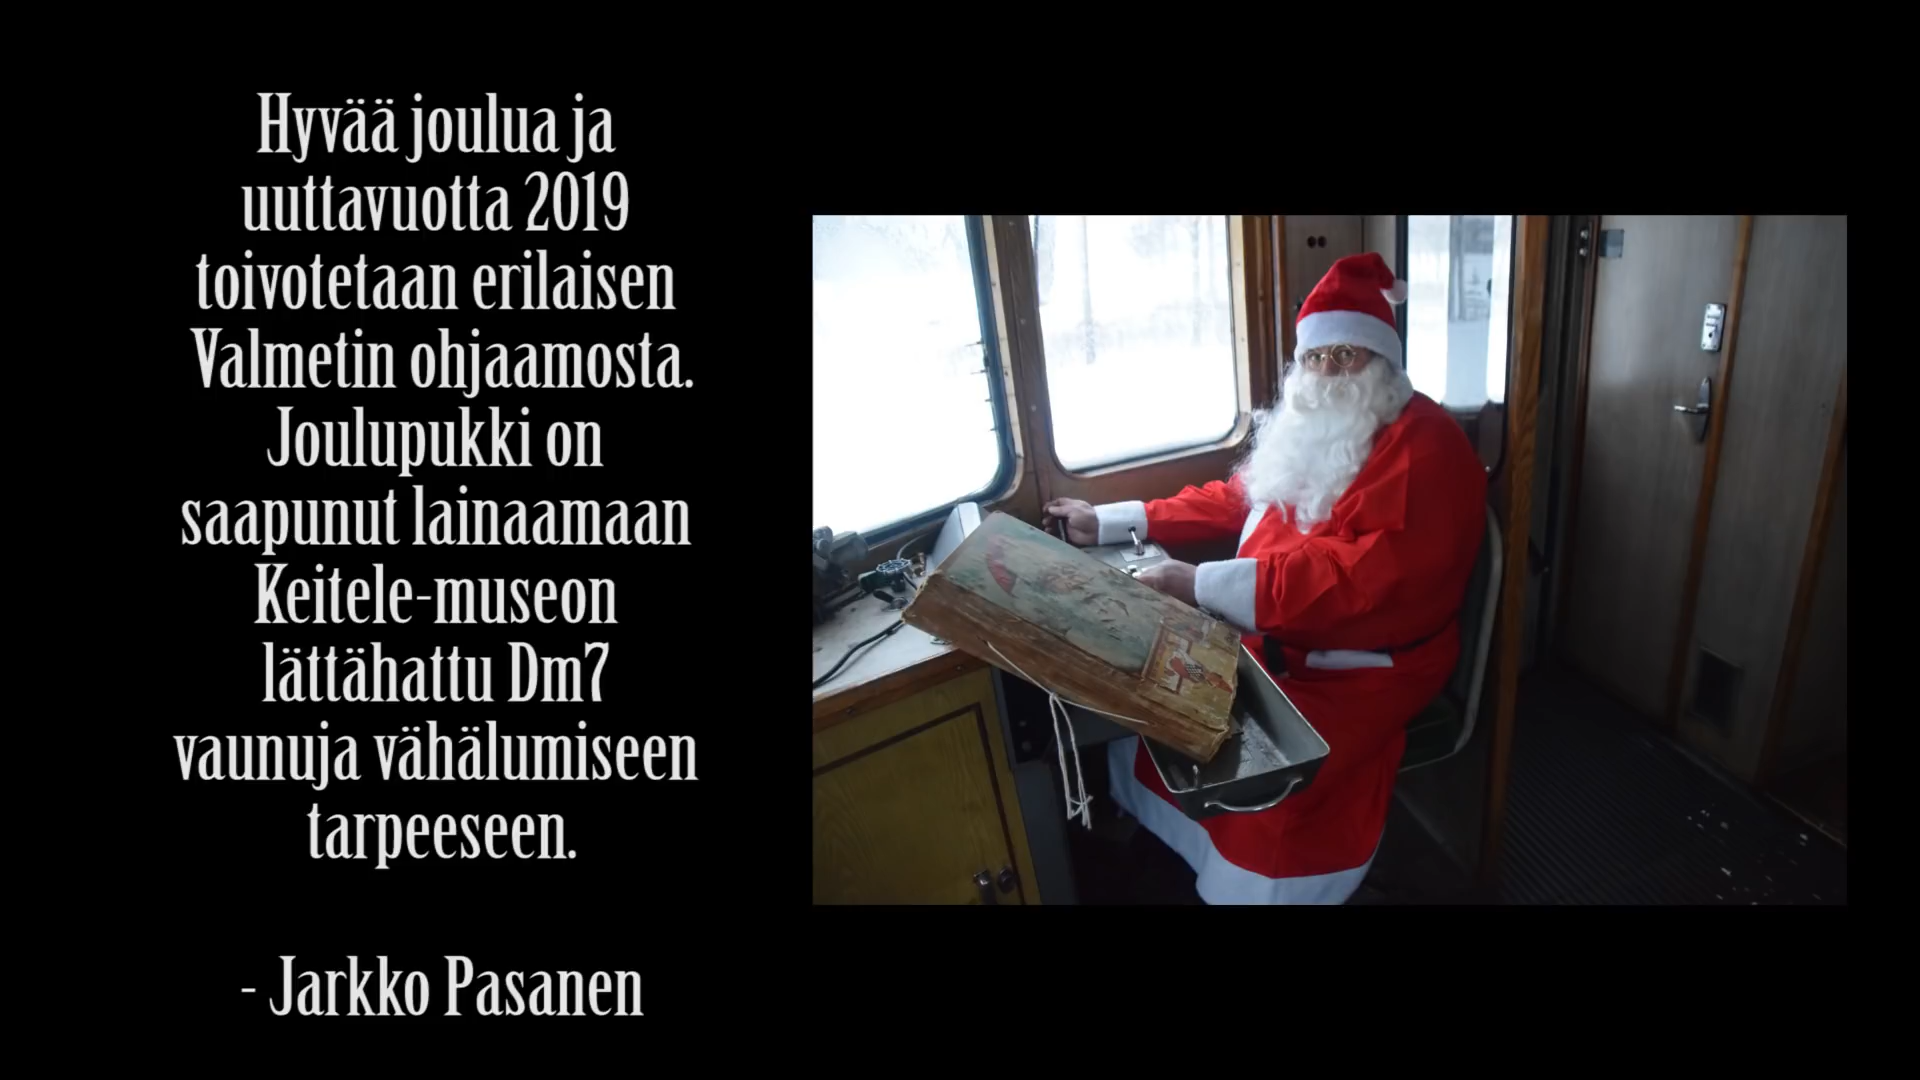 Hyvää joulua ja
uuttavuotta 2019
toivotetaan erilaisen
Valmetin ohjaamosta.
Joulupukki on
saapunut lainaamaan
Keitele-museon
lättähattu Dm7
vaunuja vähälumiseen
tarpeeseen.
- Jarkko Pasanen